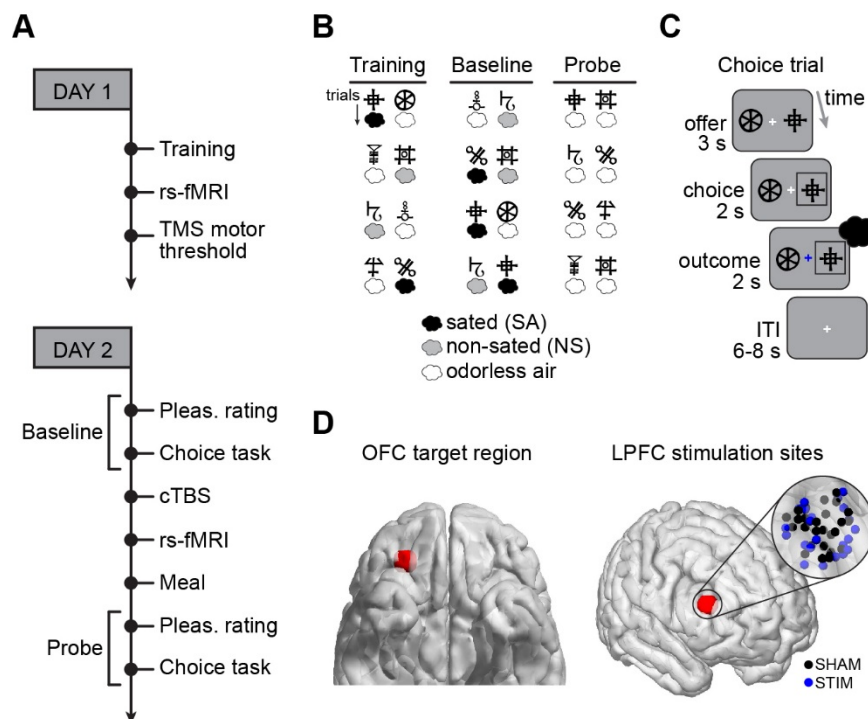 A
DAY 1
Training
rs-fMRI
TMS motor
threshold
DAY 2
Baseline
Pleas. rating
Choice task
cTBS
rs-fMRI
Meal
Probe
Pleas. rating
Choice task
B
Training
Baseline
Probe
trials
sated (SA)
non-sated (NS)
odorless air
C
Choice trial
time
offer
3 s
choice
2 s
outcome
2 s
ITI
6-8 s
D
OFC target region
LPFC stimulation sites
SHAM
STIM